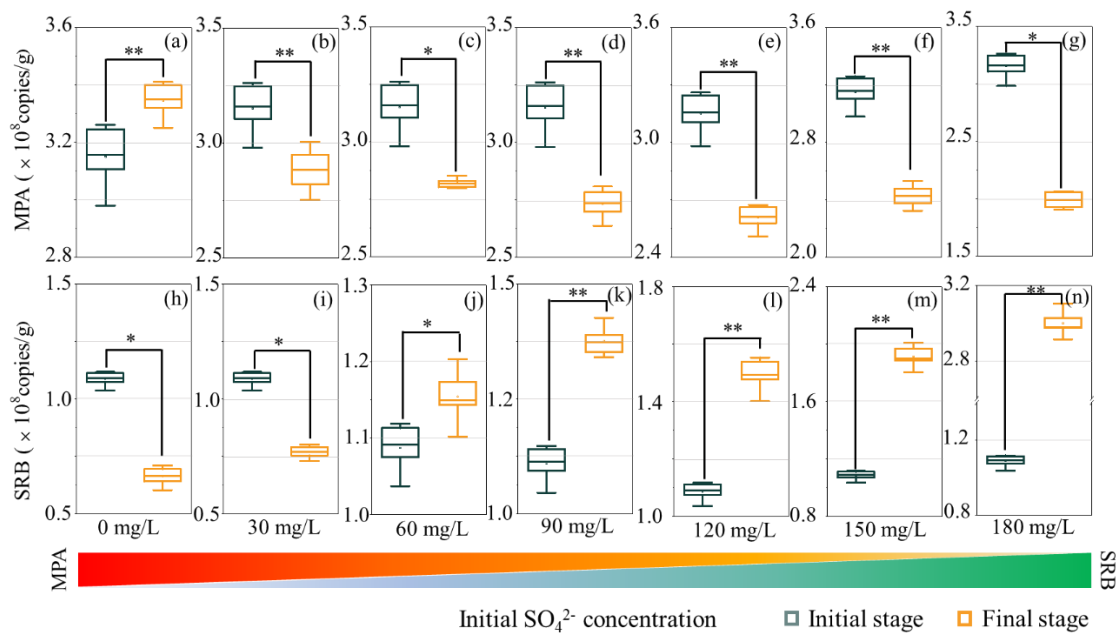 MPA ( × 10⁸copies/g)
3.6
3.4
3.2
3.0
2.8
(a)
**
3.5
3.0
2.5
(b)
**
3.5
3.0
2.5
(c)
*
3.5
3.0
2.5
(d)
**
3.6
3.0
2.4
(e)
**
3.6
2.8
2.0
(f)
**
3.5
2.5
1.5
(g)
*
SRB ( × 10⁸copies/g)
1.5
1.0
0.5
(h)
*
0 mg/L
1.5
1.0
0.5
(i)
*
30 mg/L
1.3
1.2
1.1
1.0
(j)
*
60 mg/L
1.4
1.2
1.0
(k)
**
90 mg/L
1.8
1.4
1.0
(l)
**
120 mg/L
2.4
1.6
0.8
(m)
**
150 mg/L
3.2
2.8
1.2
0.8
(n)
**
180 mg/L
MPA
SRB
Initial SO₄²⁻ concentration
Initial stage
Final stage